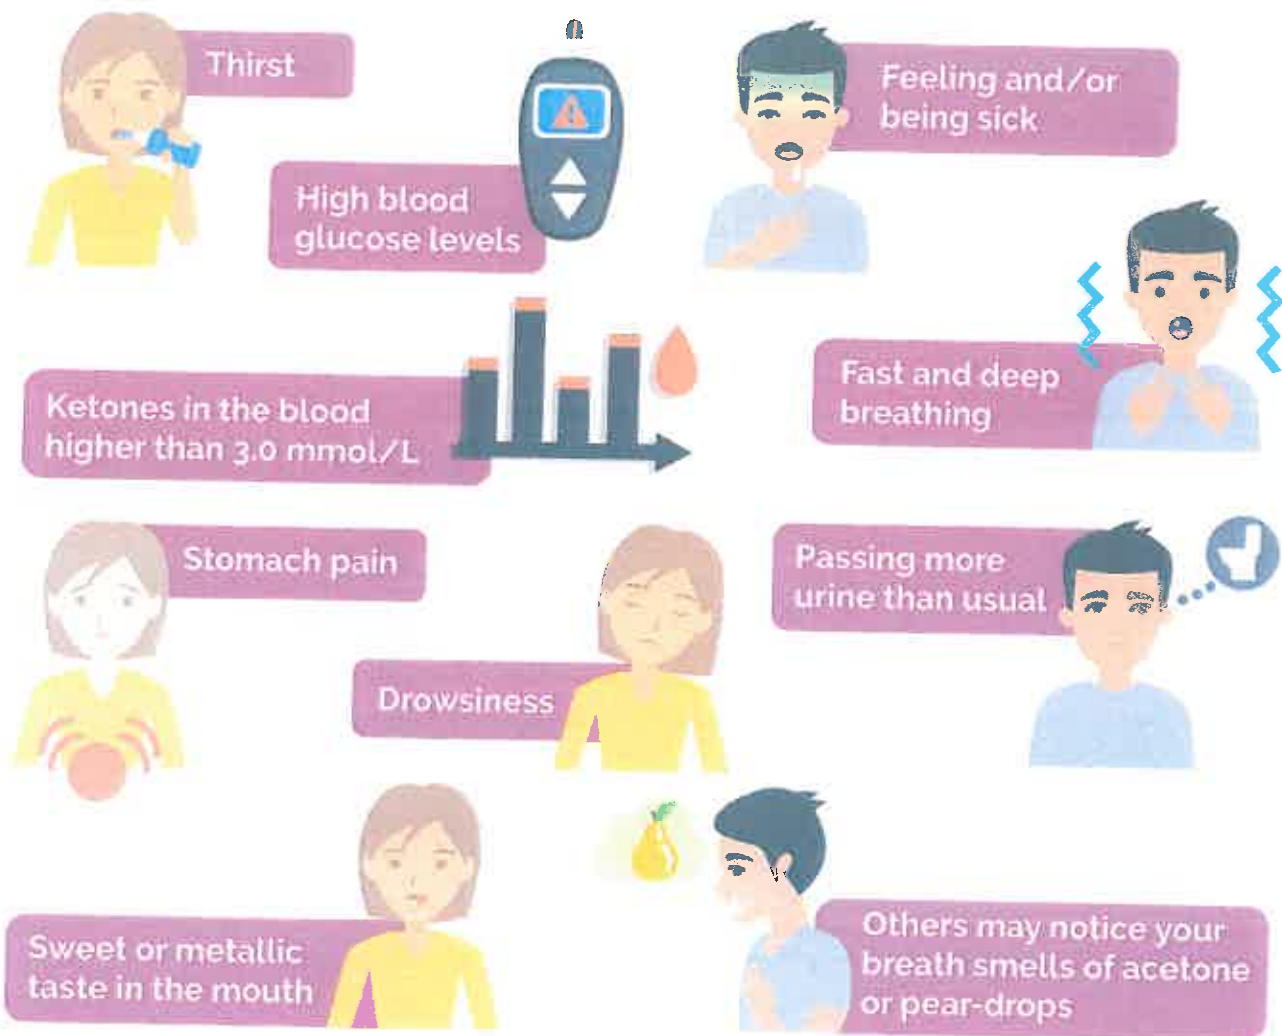 Thirst
Feeling and/or
being sick
High blood
glucose levels
Fast and deep
breathing
Ketones in the blood
higher than 3.0 mmol/L
Stomach pain
Passing more
urine than usual
Drowsiness
Sweet or metallic
taste in the mouth
Others may notice your
breath smells of acetone
or pear-drops